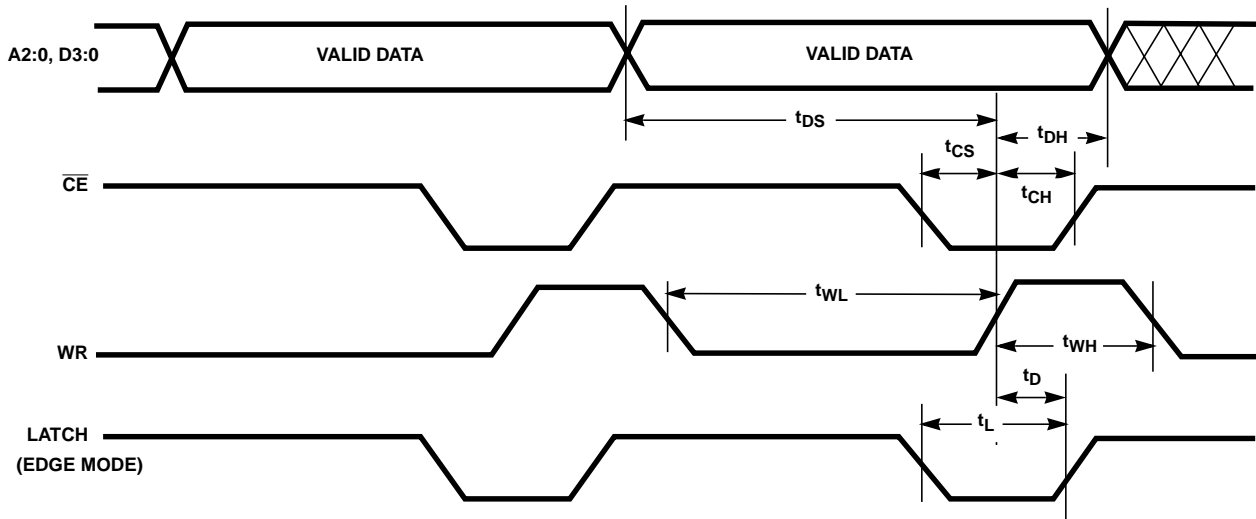 A2:0, D3:0
VALID DATA
VALID DATA
tDS
tDH
tCS
CE
tCH
tWL
WR
tWH
tD
LATCH
(EDGE MODE)
tL